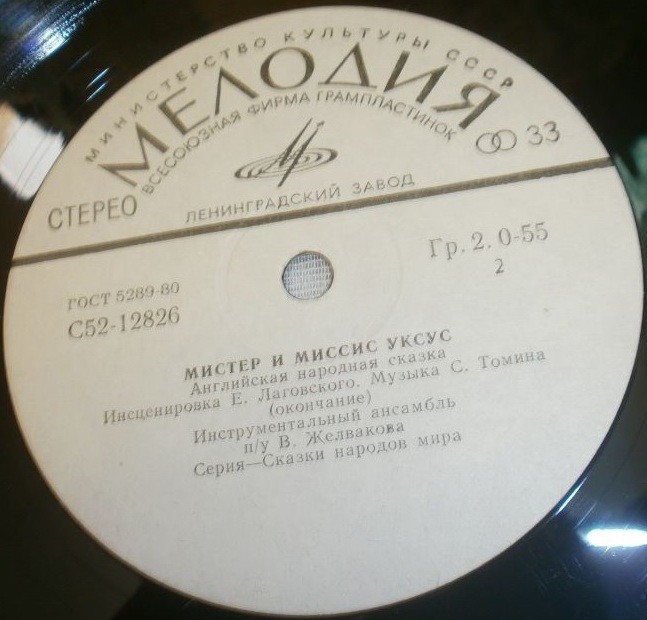 МИНИСТЕРСТВО КУЛЬТУРЫ СССР
МЕЛОДИЯ
ВСЕСОЮЗНАЯ ФИРМА ГРАМПЛАСТИНОК
СТЕРЕО
33
ЛЕНИНГРАДСКИЙ ЗАВОД
ГОСТ 5289-80
С52-12826
Гр. 2. 0-55
2
МИСТЕР И МИССИС УКСУС
Английская народная сказка
Инсценировка Е. Лаговского. Музыка С. Томина
(окончание)
Инструментальный ансамбль
п/у В. Желвакова
Серия—Сказки народов мира